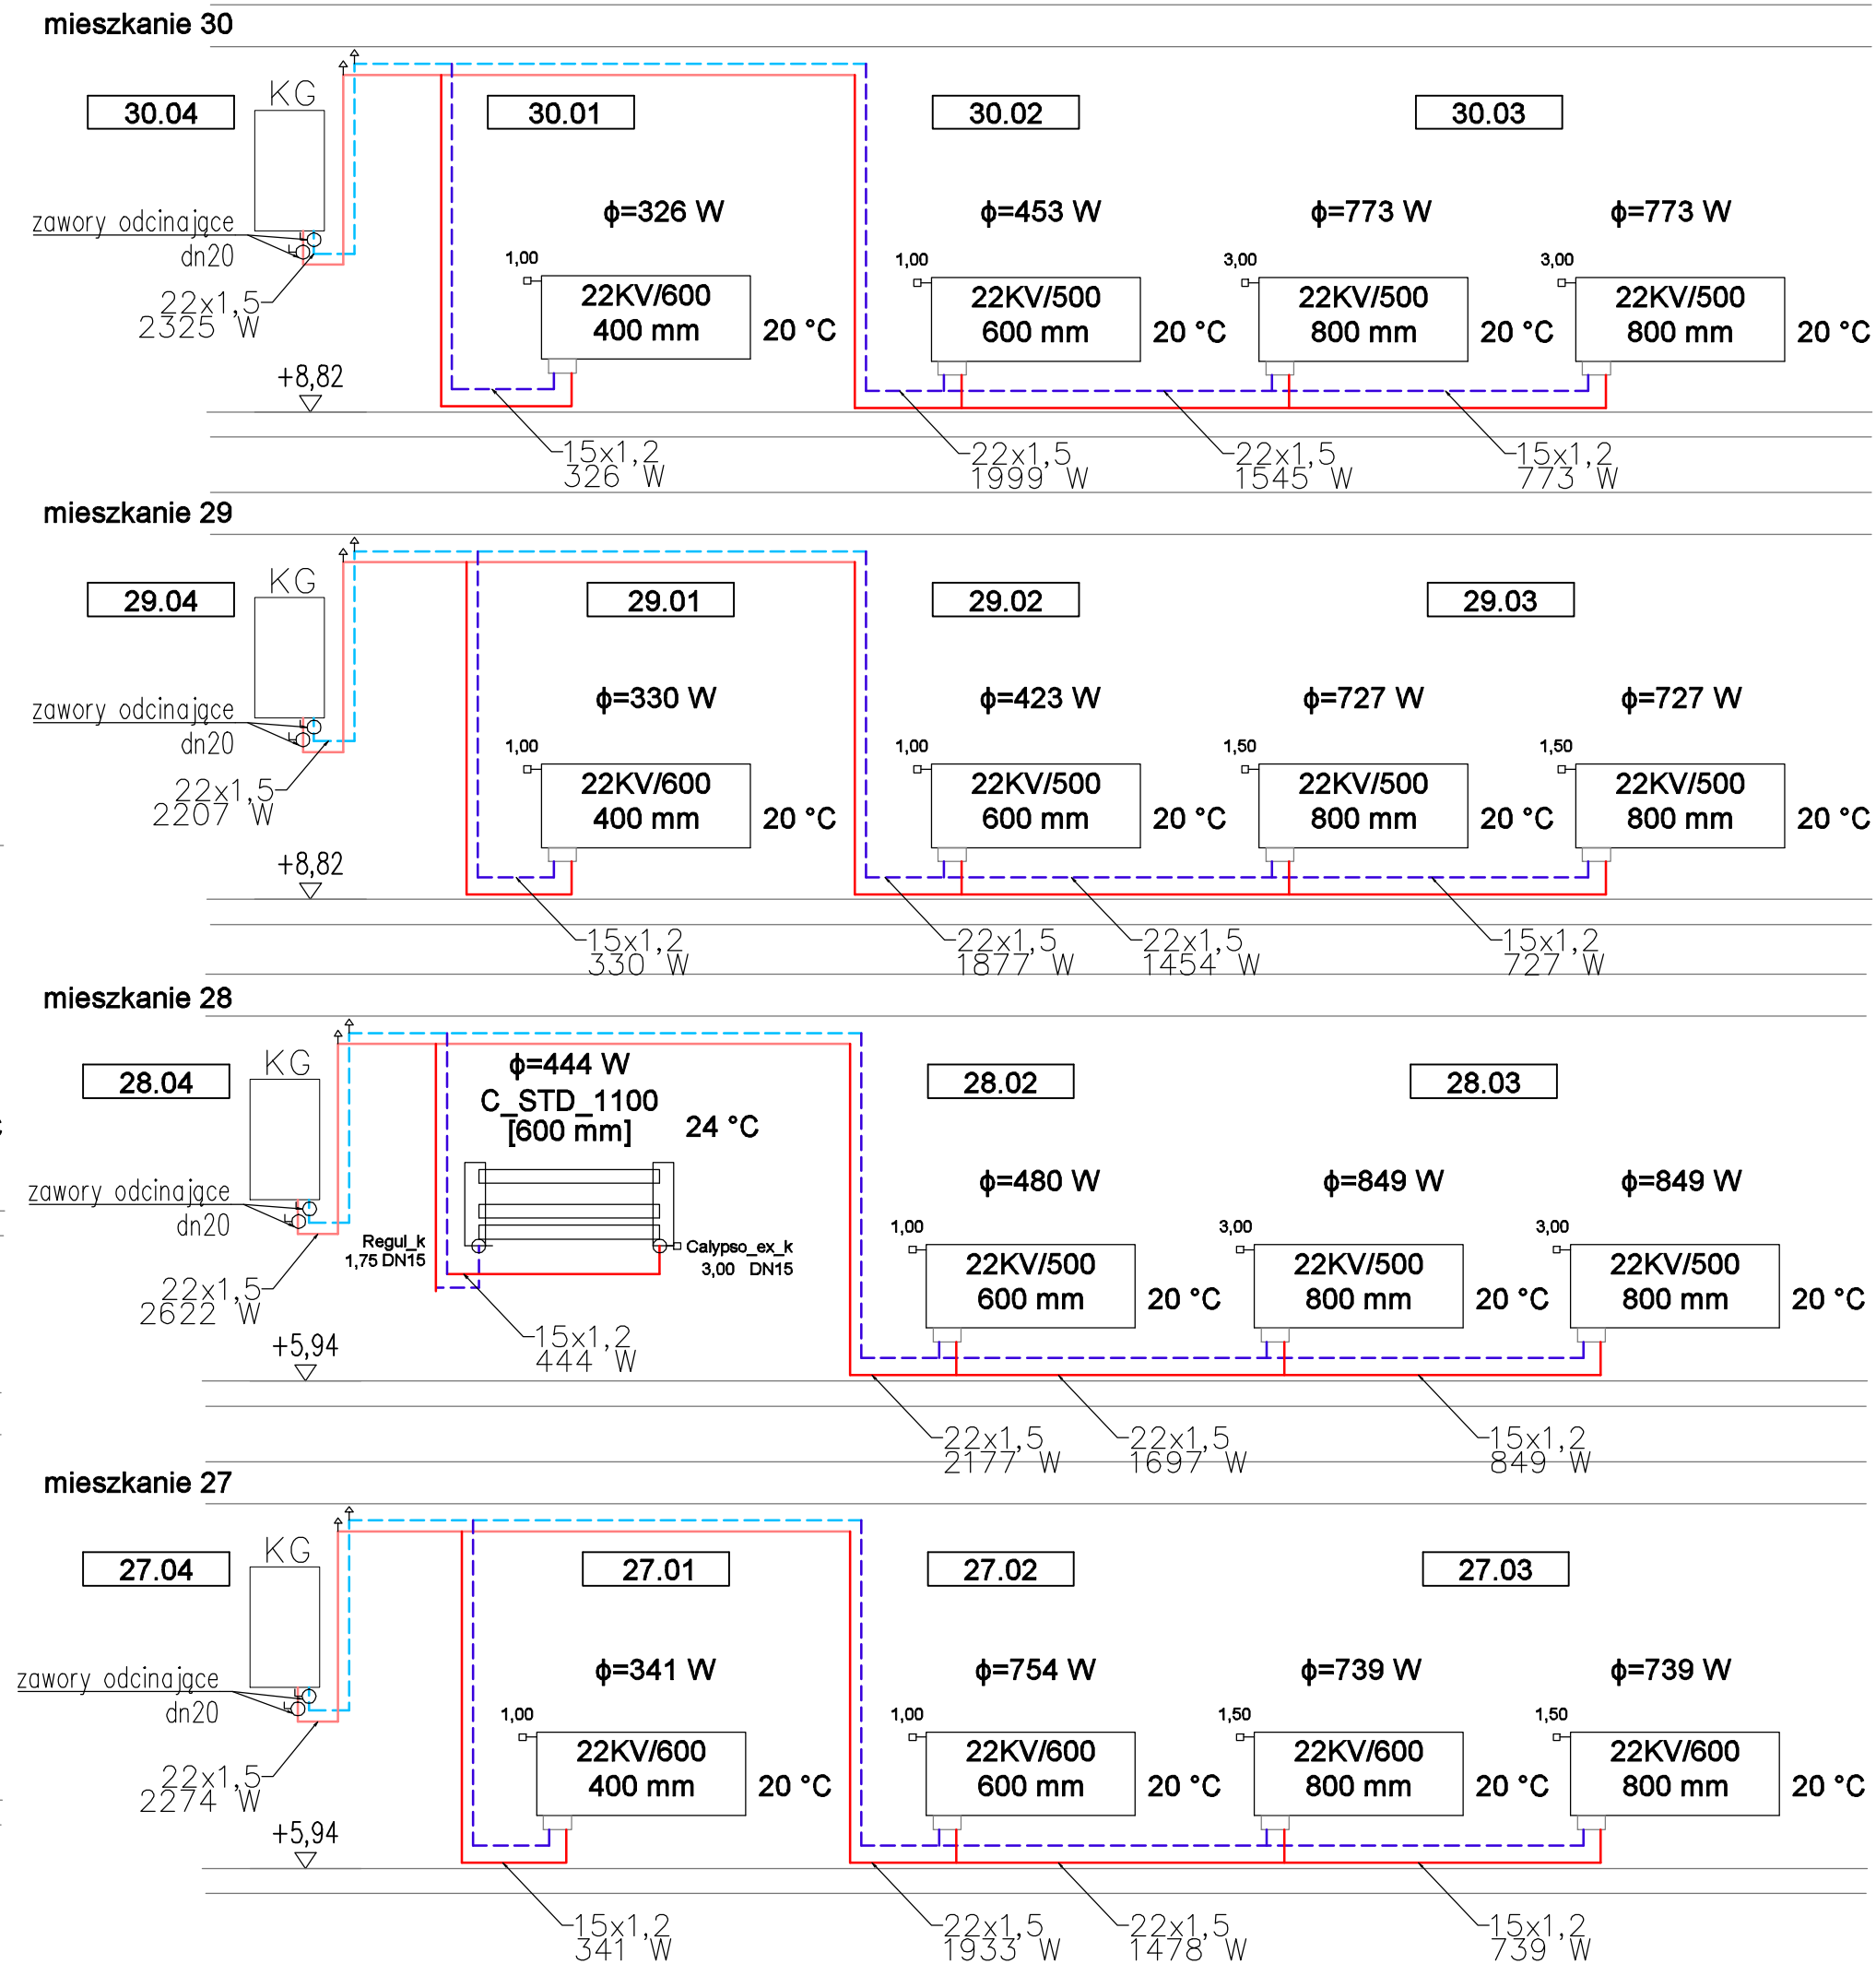 mieszkanie 30
KG
30.04
30.01
30.02
30.03
zawory odcinające
dn20
22x1,5
2325 W
+8,82
ϕ=326 W
ϕ=453 W
ϕ=773 W
ϕ=773 W
1,00
1,00
3,00
3,00
22KV/600
400 mm
20 °C
22KV/500
600 mm
20 °C
22KV/500
800 mm
20 °C
22KV/500
800 mm
20 °C
15x1,2
326 W
22x1,5
1999 W
22x1,5
1545 W
15x1,2
773 W
mieszkanie 29
KG
29.04
29.01
29.02
29.03
zawory odcinające
dn20
22x1,5
2207 W
+8,82
ϕ=330 W
ϕ=423 W
ϕ=727 W
ϕ=727 W
1,00
1,00
1,50
1,50
22KV/600
400 mm
20 °C
22KV/500
600 mm
20 °C
22KV/500
800 mm
20 °C
22KV/500
800 mm
20 °C
15x1,2
330 W
22x1,5
1877 W
22x1,5
1454 W
15x1,2
727 W
mieszkanie 28
KG
28.04
ϕ=444 W
C_STD_1100
[600 mm]
24 °C
28.02
28.03
zawory odcinające
dn20
22x1,5
2622 W
+5,94
Regul_k
1,75 DN15
Calypso_ex_k
3,00 DN15
15x1,2
444 W
ϕ=480 W
ϕ=849 W
ϕ=849 W
1,00
3,00
3,00
22KV/500
600 mm
20 °C
22KV/500
800 mm
20 °C
22KV/500
800 mm
20 °C
22x1,5
2177 W
22x1,5
1697 W
15x1,2
849 W
mieszkanie 27
KG
27.04
27.01
27.02
27.03
zawory odcinające
dn20
22x1,5
2274 W
+5,94
ϕ=341 W
ϕ=754 W
ϕ=739 W
ϕ=739 W
1,00
1,00
1,50
1,50
22KV/600
400 mm
20 °C
22KV/600
600 mm
20 °C
22KV/600
800 mm
20 °C
22KV/600
800 mm
20 °C
15x1,2
341 W
22x1,5
1933 W
22x1,5
1478 W
15x1,2
739 W